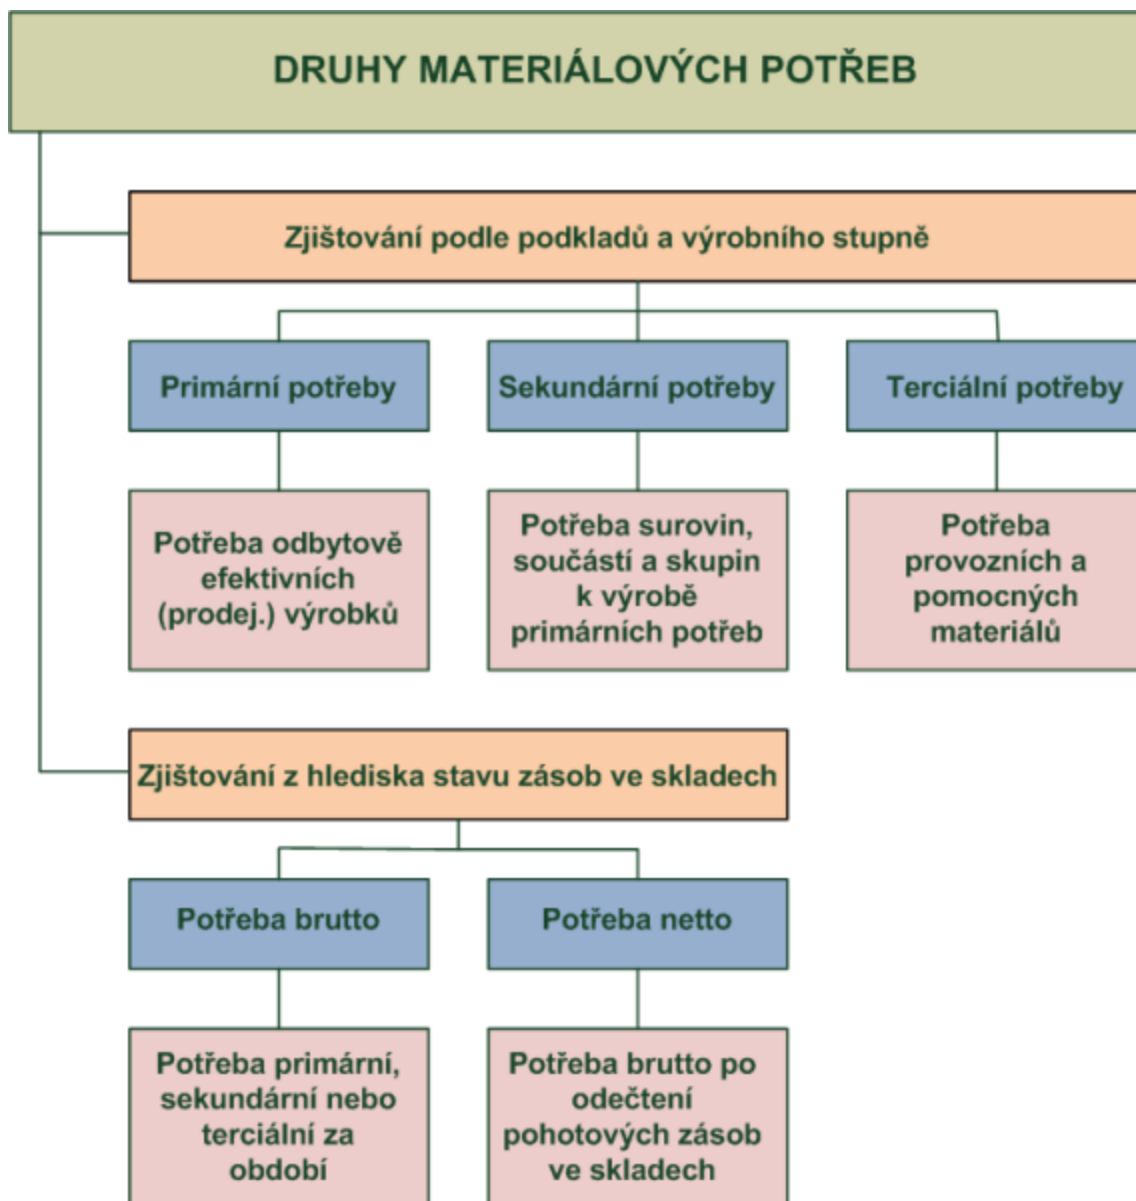 DRUHY MATERIÁLOVÝCH POTŘEB
Zjištování podle podkladů a výrobního stupně
Primární potřeby
Sekundární potřeby
Terciální potřeby
Potřeba odbytově
efektivních
(prodej.) výrobků
Potřeba surovin,
součástí a skupin
k výrobě
primárních potřeb
Potřeba
provozních a
pomocných
materiálů
Zjištování z hlediska stavu zásob ve skladech
Potřeba brutto
Potřeba netto
Potřeba primární,
sekundární nebo
terciální za
období
Potřeba brutto po
odečtení
pohotových zásob
ve skladech